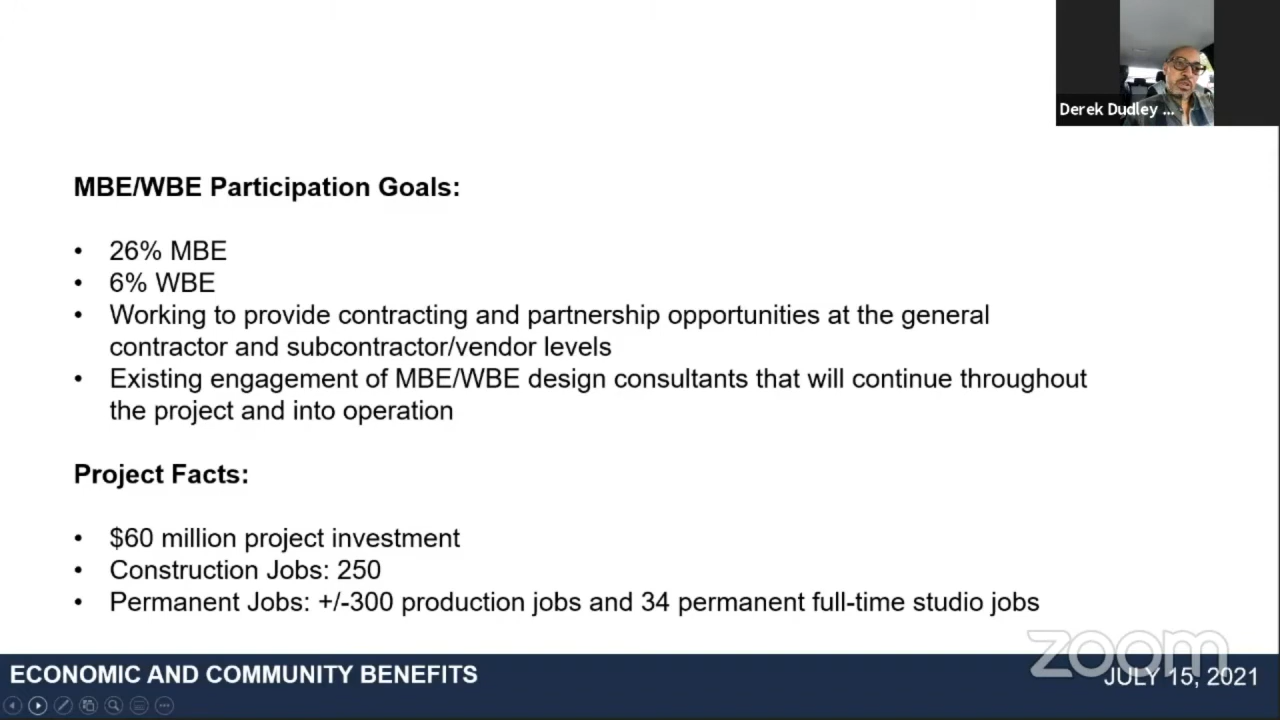 Derek Dudley ...
MBE/WBE Participation Goals:
• 26% MBE
• 6% WBE
• Working to provide contracting and partnership opportunities at the general
contractor and subcontractor/vendor levels
• Existing engagement of MBE/WBE design consultants that will continue throughout
the project and into operation
Project Facts:
• $60 million project investment
• Construction Jobs: 250
• Permanent Jobs: +/-300 production jobs and 34 permanent full-time studio jobs
zoom
ECONOMIC AND COMMUNITY BENEFITS
JULY 15, 2021